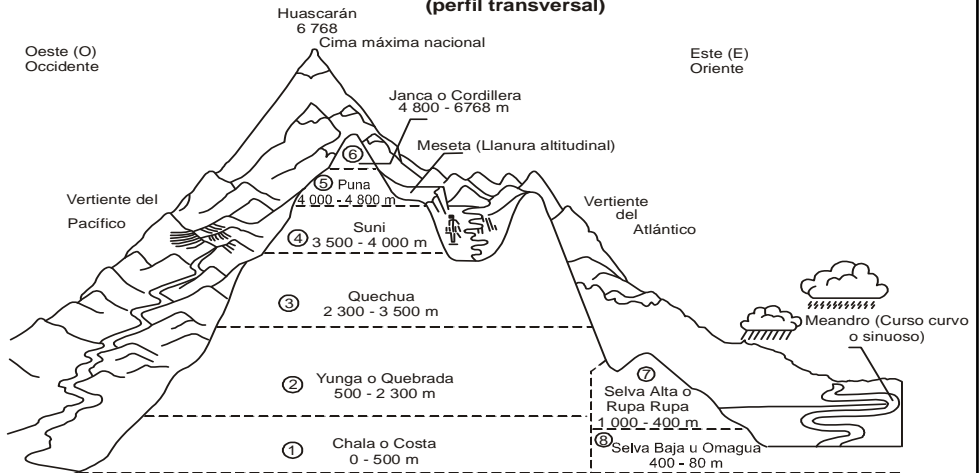 (perfil transversal)
Huascarán
6 768
Cima máxima nacional
Oeste (O)
Occidente
Este (E)
Oriente
Janca o Cordillera
4 800 - 6768 m
Meseta (Llanura altitudinal)
6
5 Puna
4 000 - 4 800 m
Vertiente del
Pacífico
Vertiente
del
Atlántico
4
Suni
3 500 - 4 000 m
3
Quechua
2 300 - 3 500 m
Meandro (Curso curvo
o sinuoso)
2
Yunga o Quebrada
500 - 2 300 m
7
Selva Alta o
Rupa Rupa
1 000 - 400 m
1
Chala o Costa
0 - 500 m
8
Selva Baja u Omagua
400 - 80 m